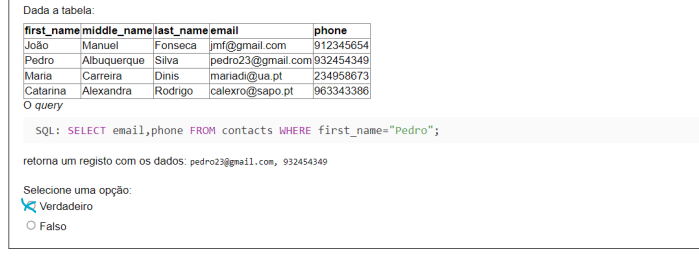 Dada a tabela:
first_name middle_name last_name email phone
João Manuel Fonseca jmf@gmail.com 912345654
Pedro Albuquerque Silva pedro23@gmail.com 932454349
Maria Carreira Dinis mariadi@ua.pt 234958673
Catarina Alexandra Rodrigo calexro@sapo.pt 963343386
O query
SQL: SELECT email,phone FROM contacts WHERE first_name="Pedro";
retorna um registo com os dados: pedro23@gmail.com, 932454349
Selecione uma opção:
Verdadeiro
Falso